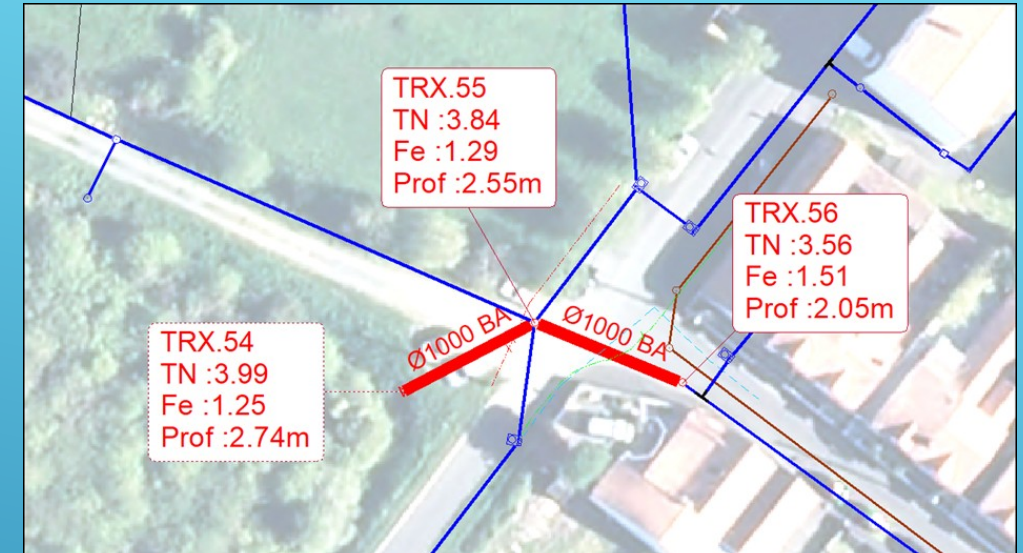 TRX.55
TN :3.84
Fe :1.29
Prof :2.55m
TRX.56
TN :3.56
Fe :1.51
Prof :2.05m
Ø1000 BA
Ø1000 BA
TRX.54
TN :3.99
Fe :1.25
Prof :2.74m